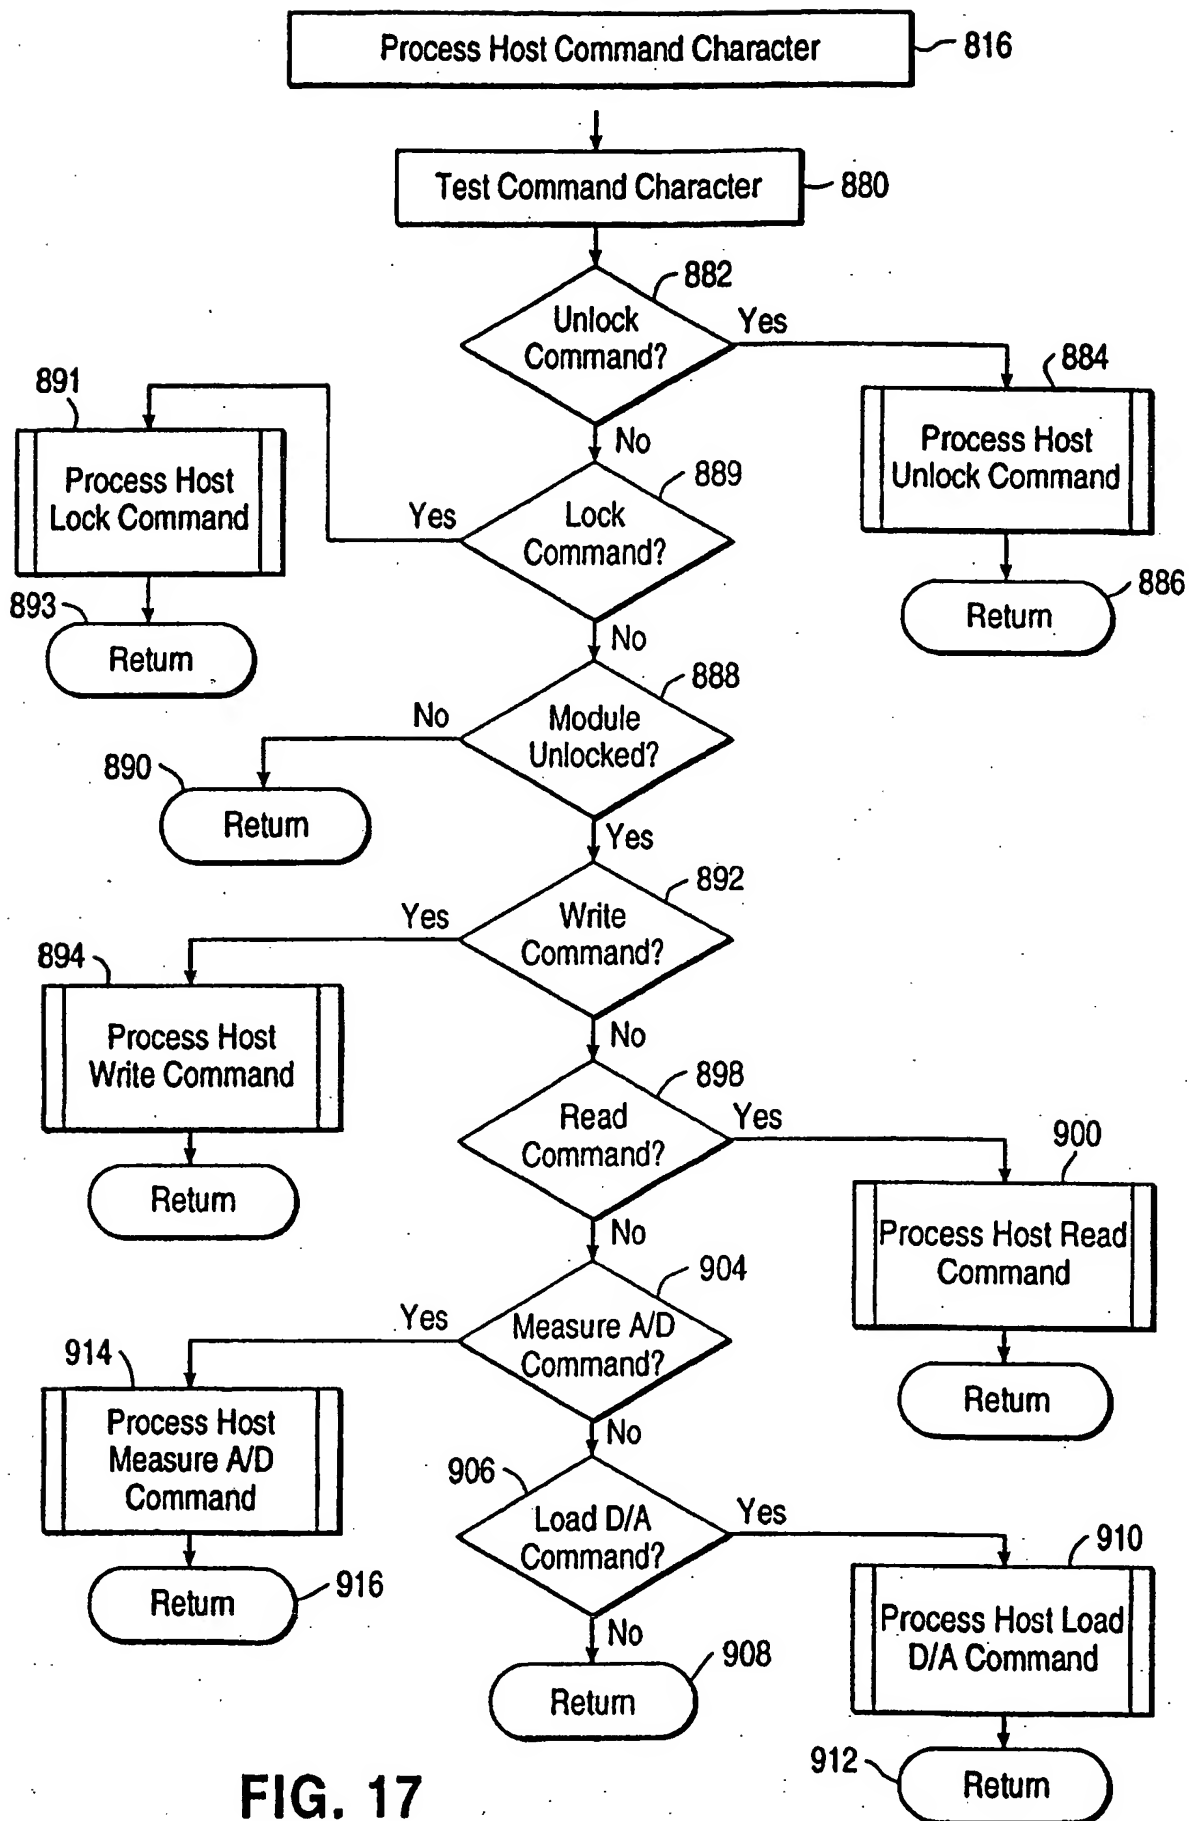 Process Host Command Character
816
Test Command Character
880
882
Unlock
Command?
Yes
884
Process Host
Unlock Command
886
Return
No
891
Process Host
Lock Command
893
Return
889
Lock
Command?
Yes
No
888
Module
Unlocked?
No
890
Return
Yes
892
Write
Command?
Yes
894
Process Host
Write Command
Return
No
898
Read
Command?
Yes
900
Process Host Read
Command
Return
No
904
Measure A/D
Command?
Yes
914
Process Host
Measure A/D
Command
Return
916
No
906
Load D/A
Command?
Yes
910
Process Host Load
D/A Command
912
Return
No
908
Return
FIG. 17